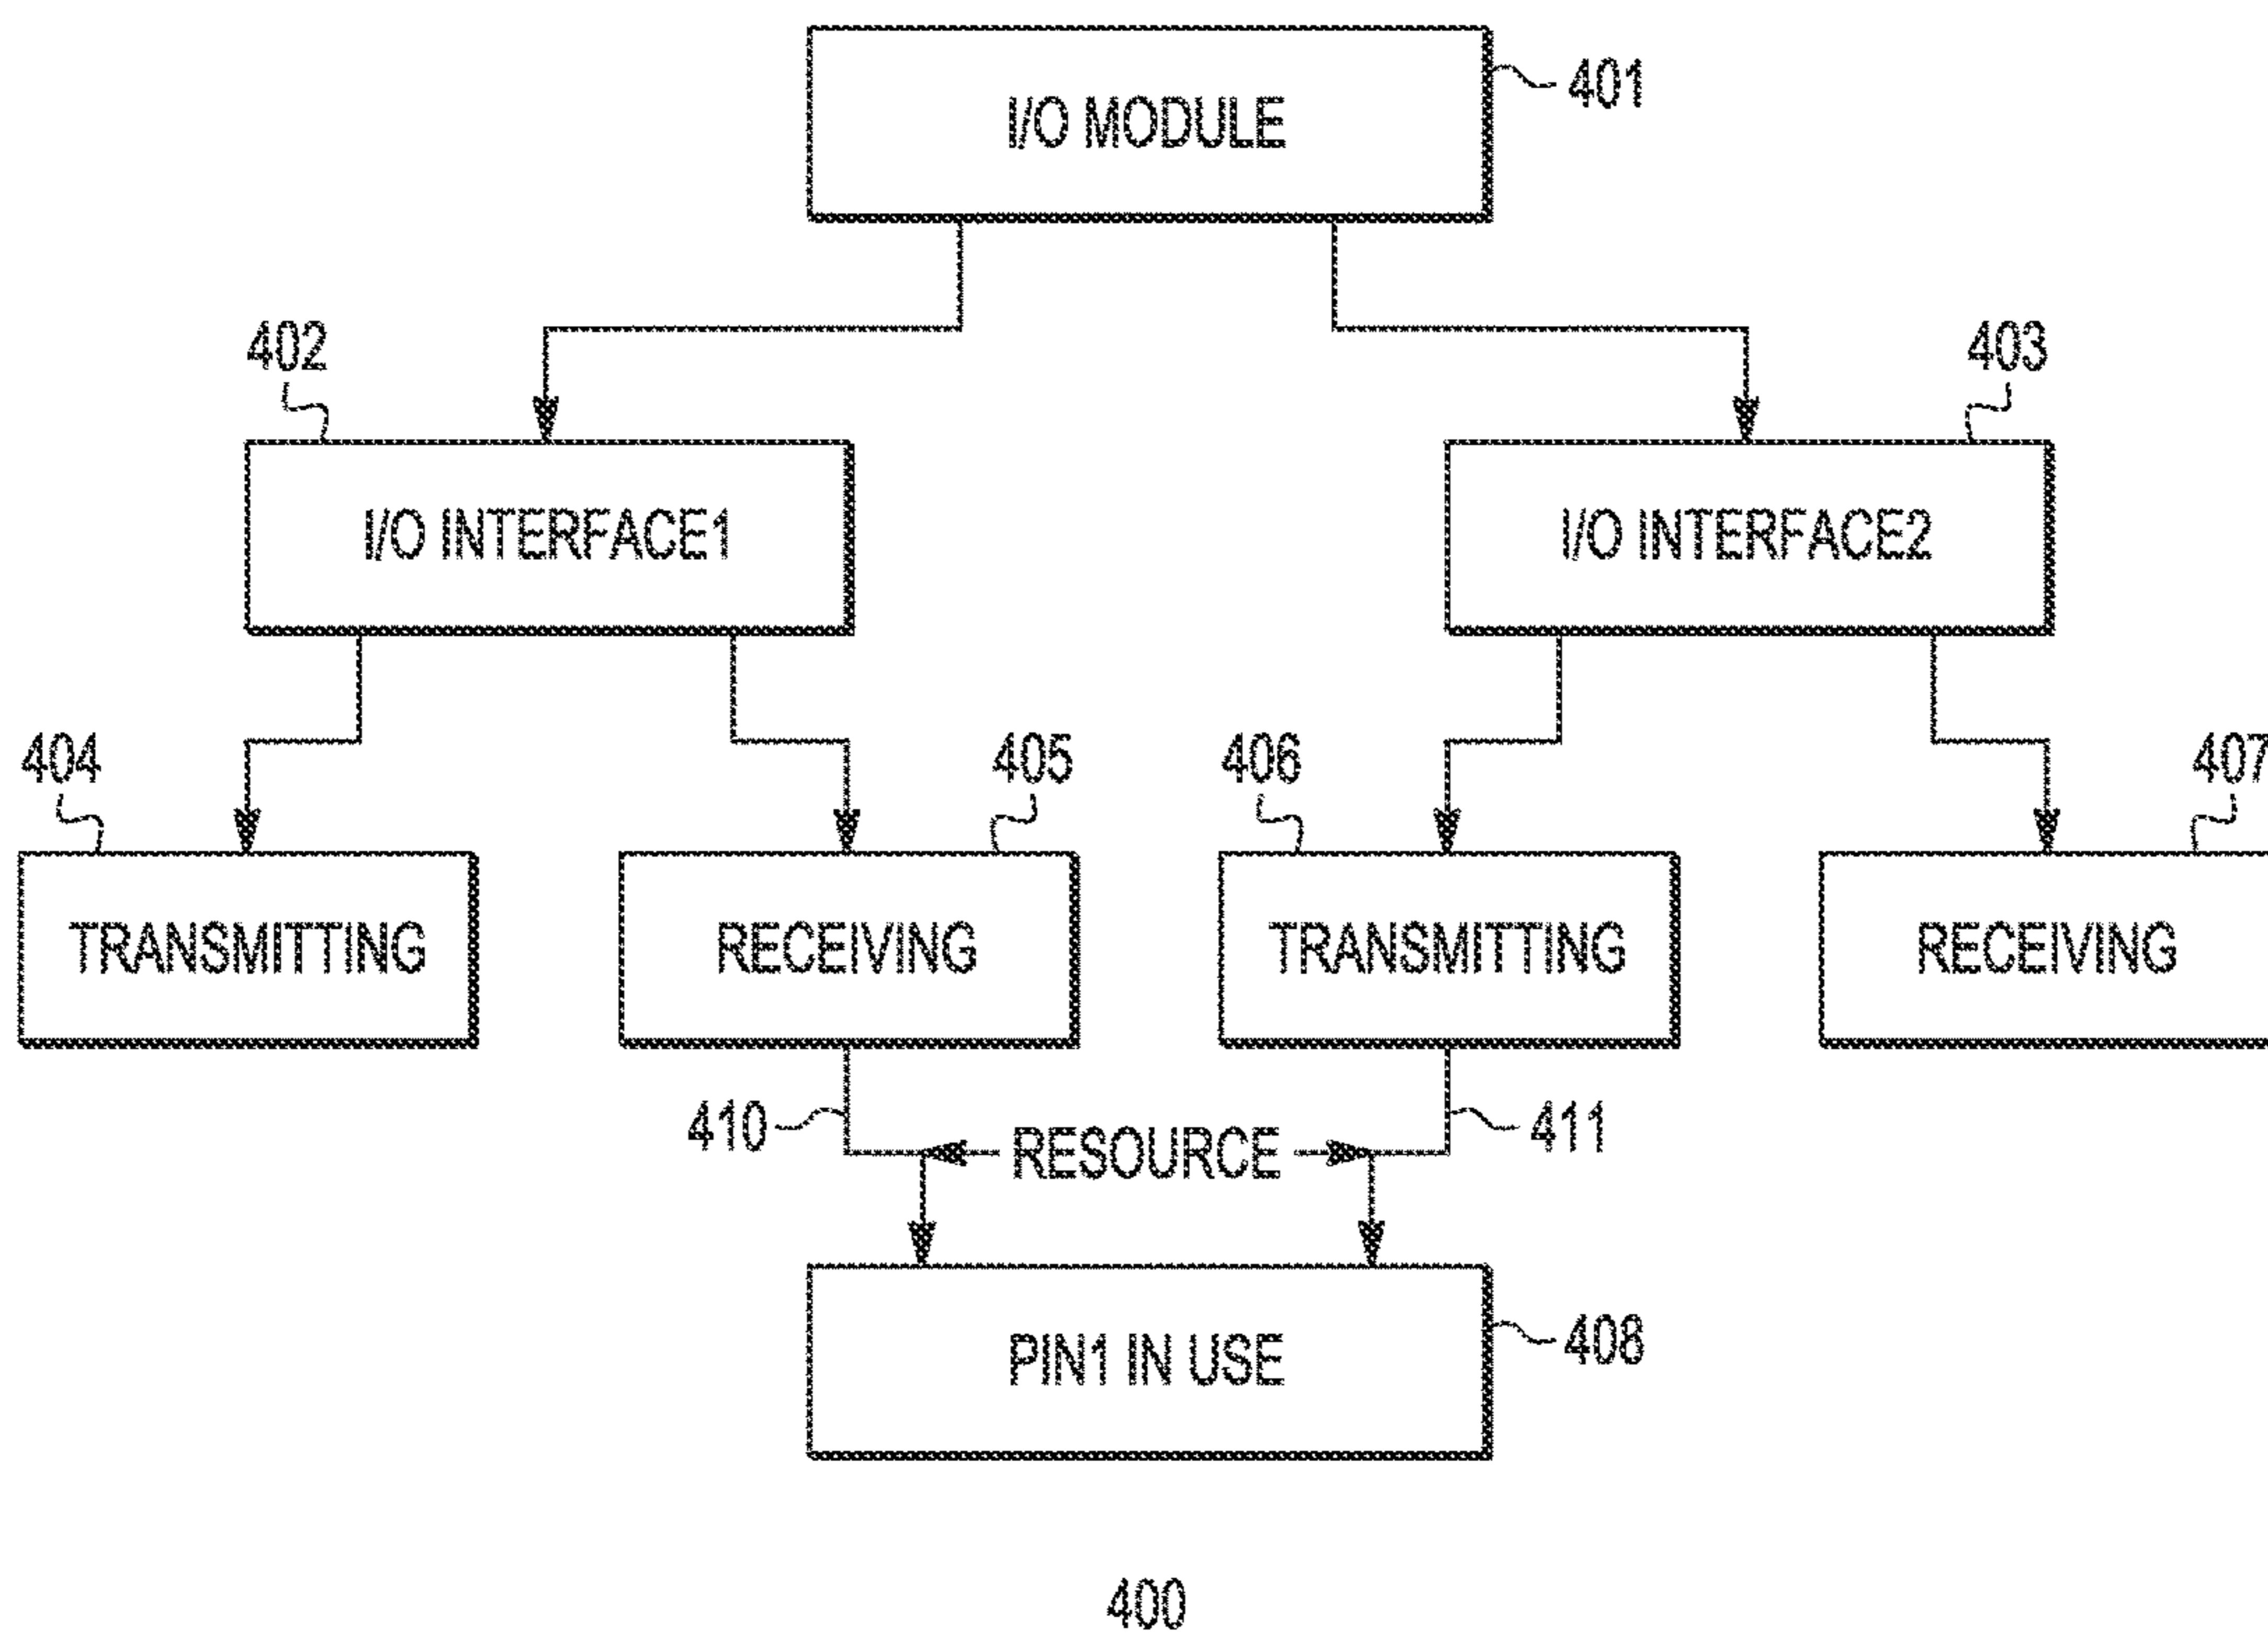 I/O MODULE
401
402
403
I/O INTERFACE1
I/O INTERFACE2
404
405
406
407
TRANSMITTING
RECEIVING
TRANSMITTING
RECEIVING
410
RESOURCE
411
PIN1 IN USE
408
400